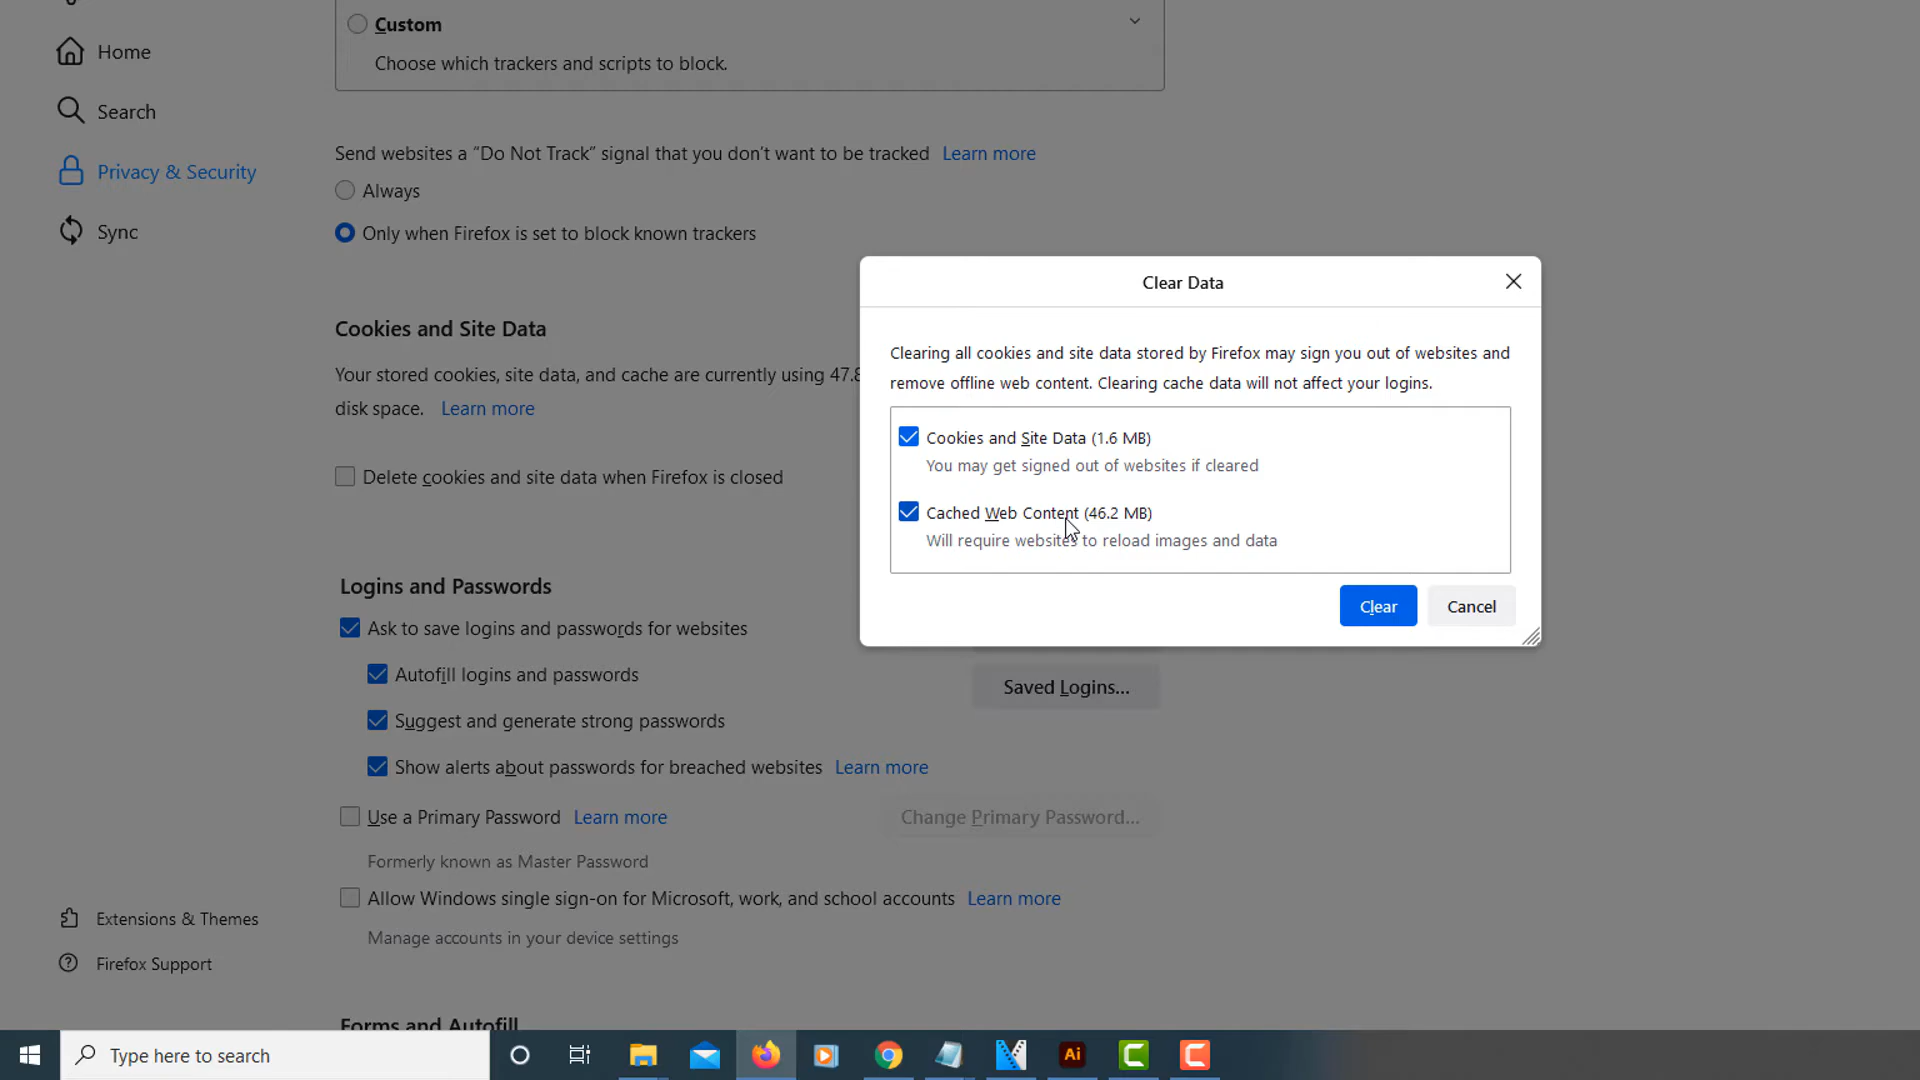 Custom
Choose which trackers and scripts to block.
Home
Search
Privacy & Security
Sync
Send websites a “Do Not Track” signal that you don’t want to be tracked Learn more
Always
Only when Firefox is set to block known trackers
Cookies and Site Data
Your stored cookies, site data, and cache are currently using 47.8
disk space. Learn more
Delete cookies and site data when Firefox is closed
Clear Data
Clearing all cookies and site data stored by Firefox may sign you out of websites and
remove offline web content. Clearing cache data will not affect your logins.
Cookies and Site Data (1.6 MB)
You may get signed out of websites if cleared
Cached Web Content (46.2 MB)
Will require websites to reload images and data
Clear
Cancel
Logins and Passwords
Ask to save logins and passwords for websites
Autofill logins and passwords
Saved Logins...
Suggest and generate strong passwords
Show alerts about passwords for breached websites Learn more
Use a Primary Password Learn more
Change Primary Password...
Formerly known as Master Password
Allow Windows single sign-on for Microsoft, work, and school accounts Learn more
Manage accounts in your device settings
Extensions & Themes
Firefox Support
Forms and Autofill
Type here to search
Ai